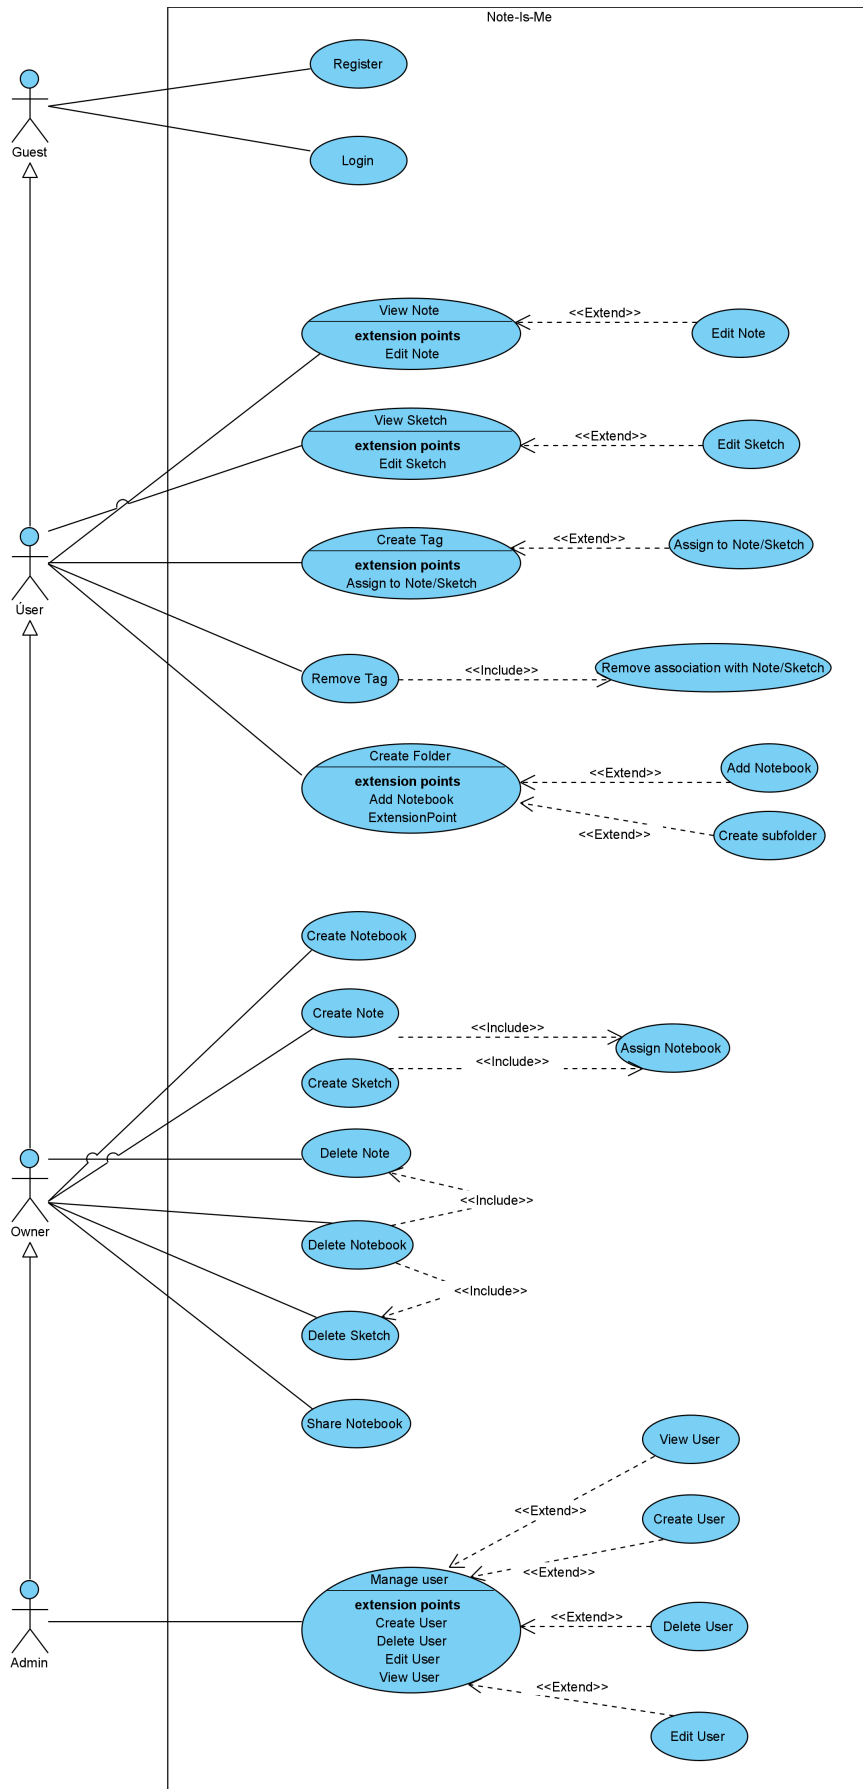 Note-Is-Me
Register
Guest
Login
View Note
extension points
Edit Note
<<Extend>>
Edit Note
View Sketch
extension points
Edit Sketch
<<Extend>>
Edit Sketch
Úser
Create Tag
extension points
Assign to Note/Sketch
<<Extend>>
Assign to Note/Sketch
Remove Tag
<<Include>>
Remove association with Note/Sketch
Create Folder
extension points
Add Notebook
ExtensionPoint
<<Extend>>
Add Notebook
<<Extend>>
Create subfolder
Create Notebook
Create Note
<<Include>>
Assign Notebook
Create Sketch
<<Include>>
Delete Note
<<Include>>
Owner
Delete Notebook
<<Include>>
Delete Sketch
Share Notebook
View User
<<Extend>>
Create User
<<Extend>>
Manage user
extension points
Create User
Delete User
Edit User
View User
<<Extend>>
Delete User
Admin
<<Extend>>
Edit User